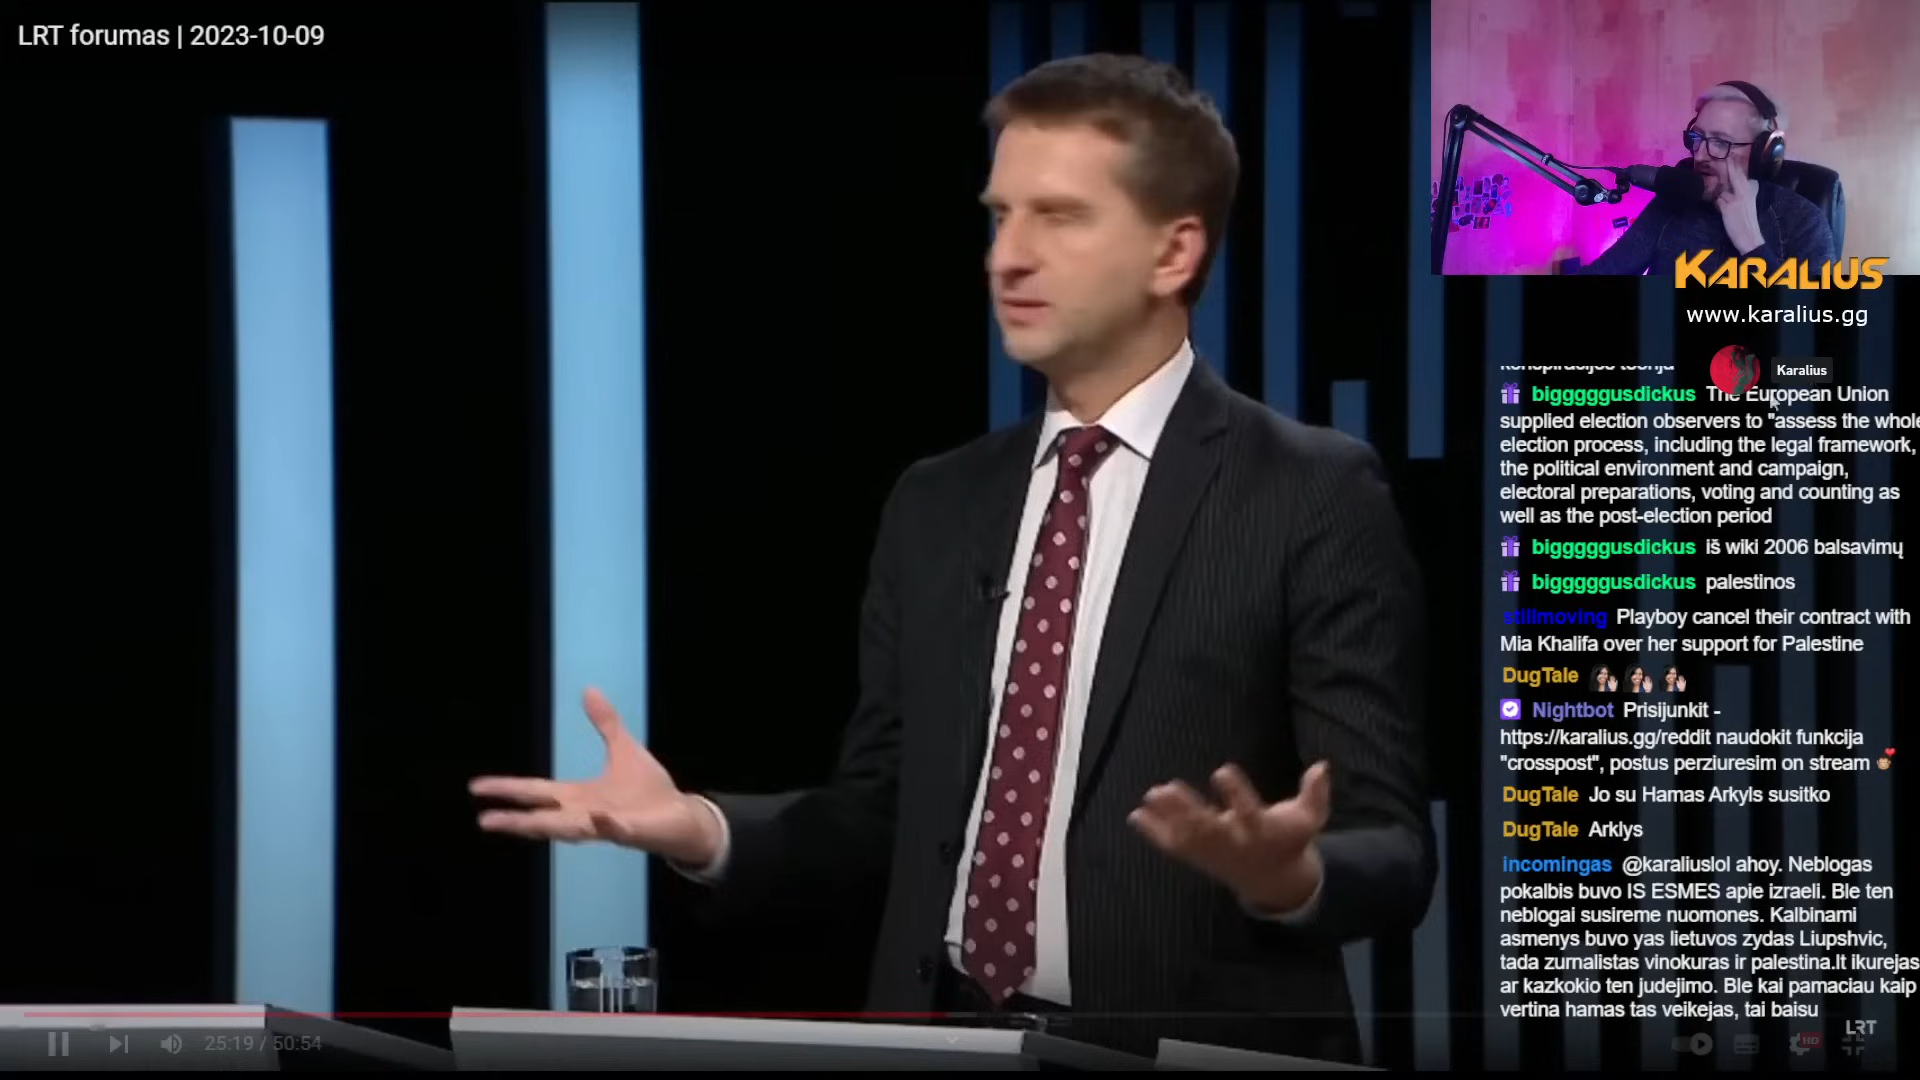 LRT forumas | 2023-10-09
KARALIUS
www.karalius.gg
Karalius
konspiracijos teorija
bigggggusdickus The European Union
supplied election observers to "assess the whole
election process, including the legal framework,
the political environment and campaign,
electoral preparations, voting and counting as
well as the post-election period
bigggggusdickus iš wiki 2006 balsavimų
bigggggusdickus palestinos
stillmoving Playboy cancel their contract with
Mia Khalifa over her support for Palestine
DugTale
Nightbot Prisijunkit -
https://karalius.gg/reddit naudokit funkcija
"crosspost", postus perziuresim on stream
DugTale Jo su Hamas Arkyls susitko
DugTale Arklys
incomingas @karaliuslol ahoy. Neblogas
pokalbis buvo IS ESMES apie izraeli. Ble ten
neblogai susireme nuomones. Kalbinami
asmenys buvo yas lietuvos zydas Liupshvic,
tada zurnalistas vinokuras ir palestina.lt ikurejas
ar kazkokio ten judejimo. Ble kai pamaciau kaip
vertina hamas tas veikejas, tai baisu
LRT
25:19 / 50:54
HD